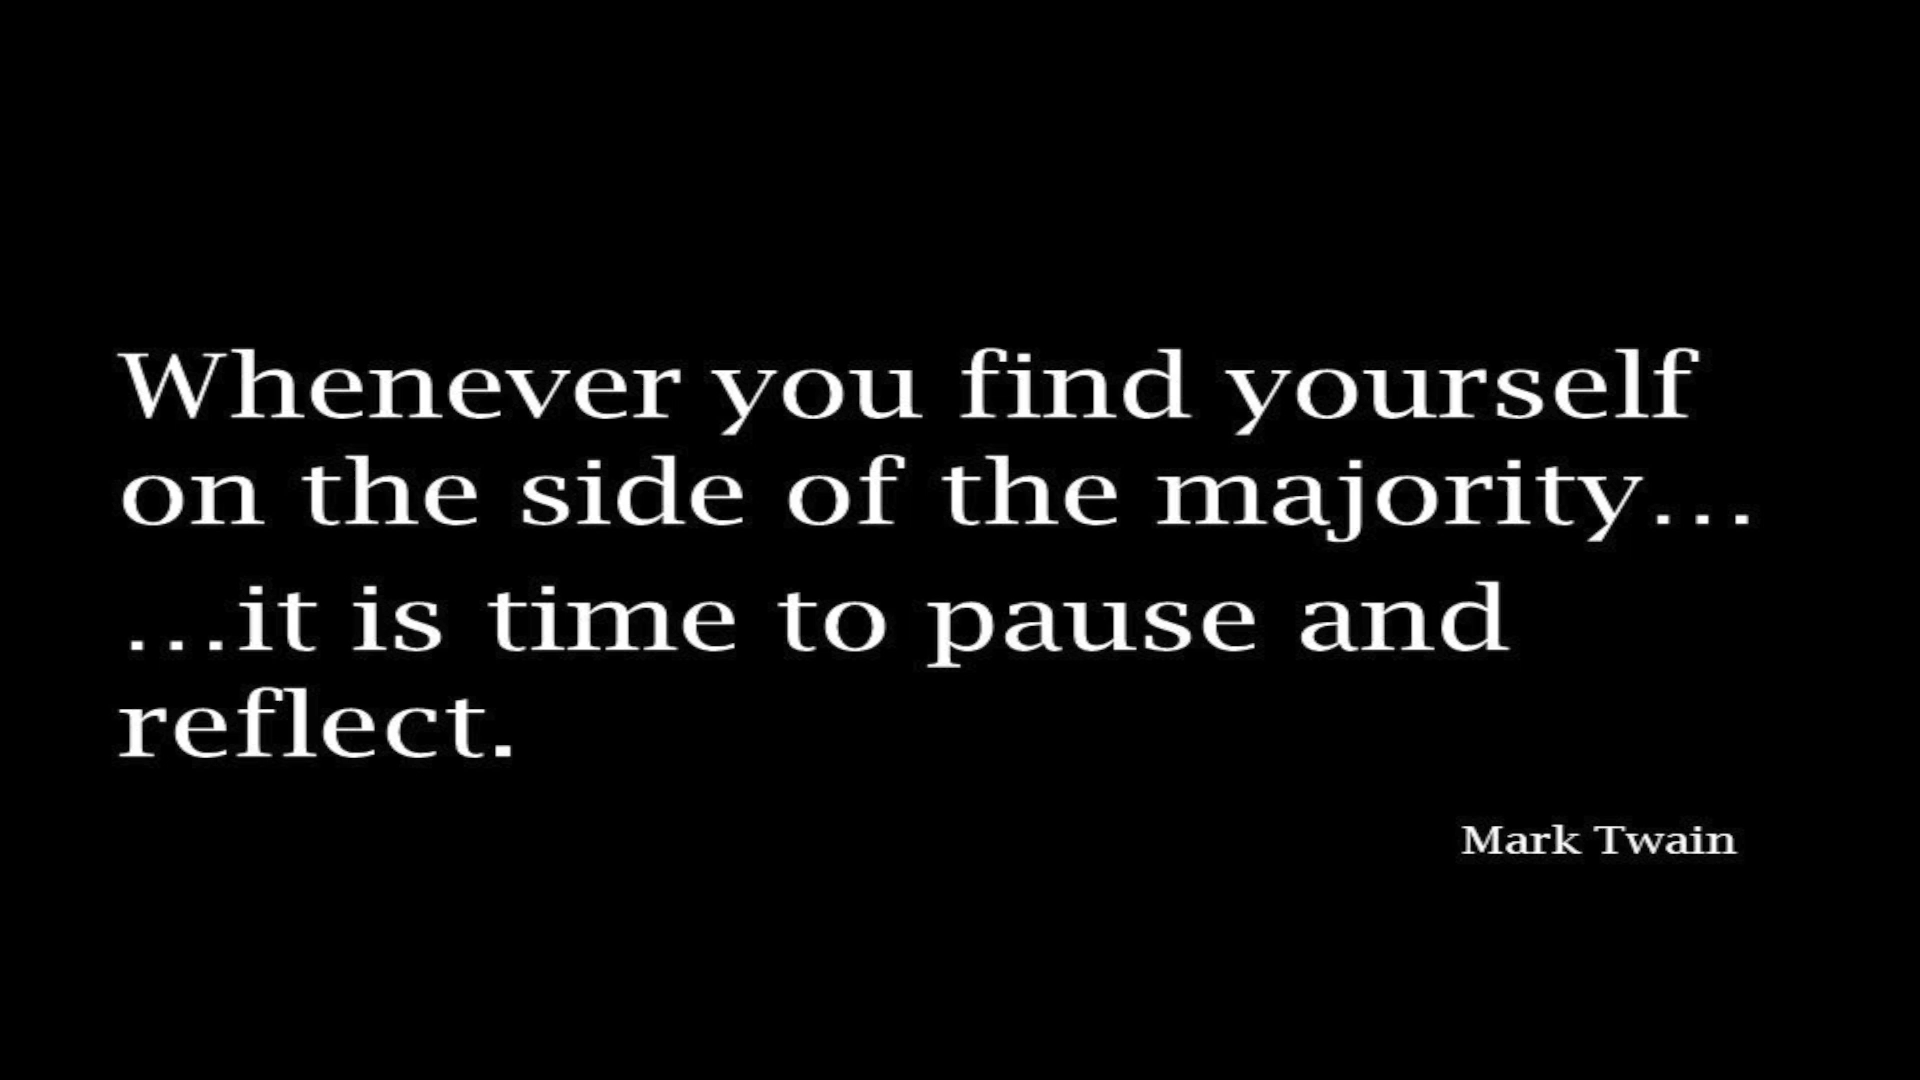 Whenever you find yourself
on the side of the majority...
...it is time to pause and
reflect.
Mark Twain